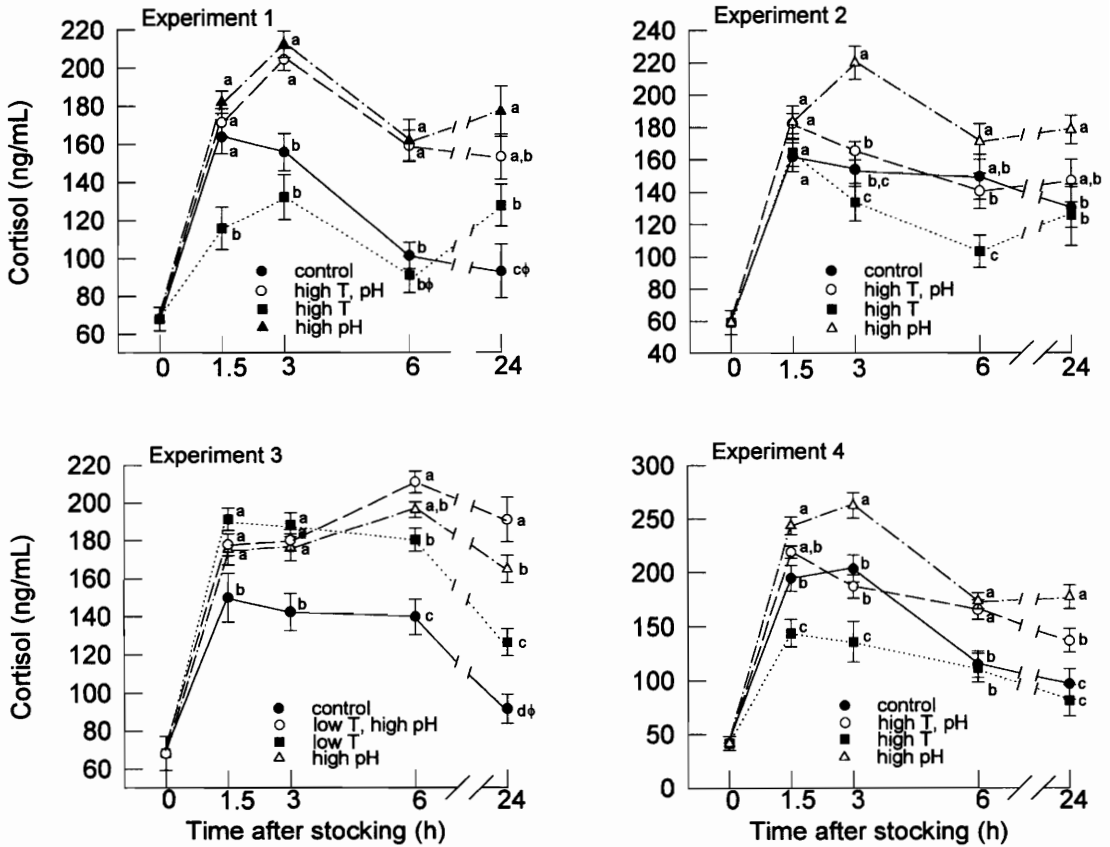 Experiment 1
Cortisol (ng/mL)
220
200
180
160
140
120
100
80
60
a
a
a
a
a
b
b
b
a
a
b
bϕ
a
a,b
b
cϕ
control
high T, pH
high T
high pH
0
1.5
3
6
24
Experiment 2
240
220
200
180
160
140
120
100
80
60
40
a
a
a
a
a
b
b,c
c
a
a,b
b
c
a
a,b
b
b
control
high T, pH
high T
high pH
0
1.5
3
6
24
Experiment 3
Cortisol (ng/mL)
220
200
180
160
140
120
100
80
60
a
a
a
b
a
a
a
b
a
a,b
b
c
a
b
c
dϕ
control
low T, high pH
low T
high pH
0
1.5
3
6
24
Time after stocking (h)
Experiment 4
300
250
200
150
100
50
0
a
a,b
b
c
a
b
b
c
a
a
b
b
a
b
c
c
control
high T, pH
high T
high pH
0
1.5
3
6
24
Time after stocking (h)